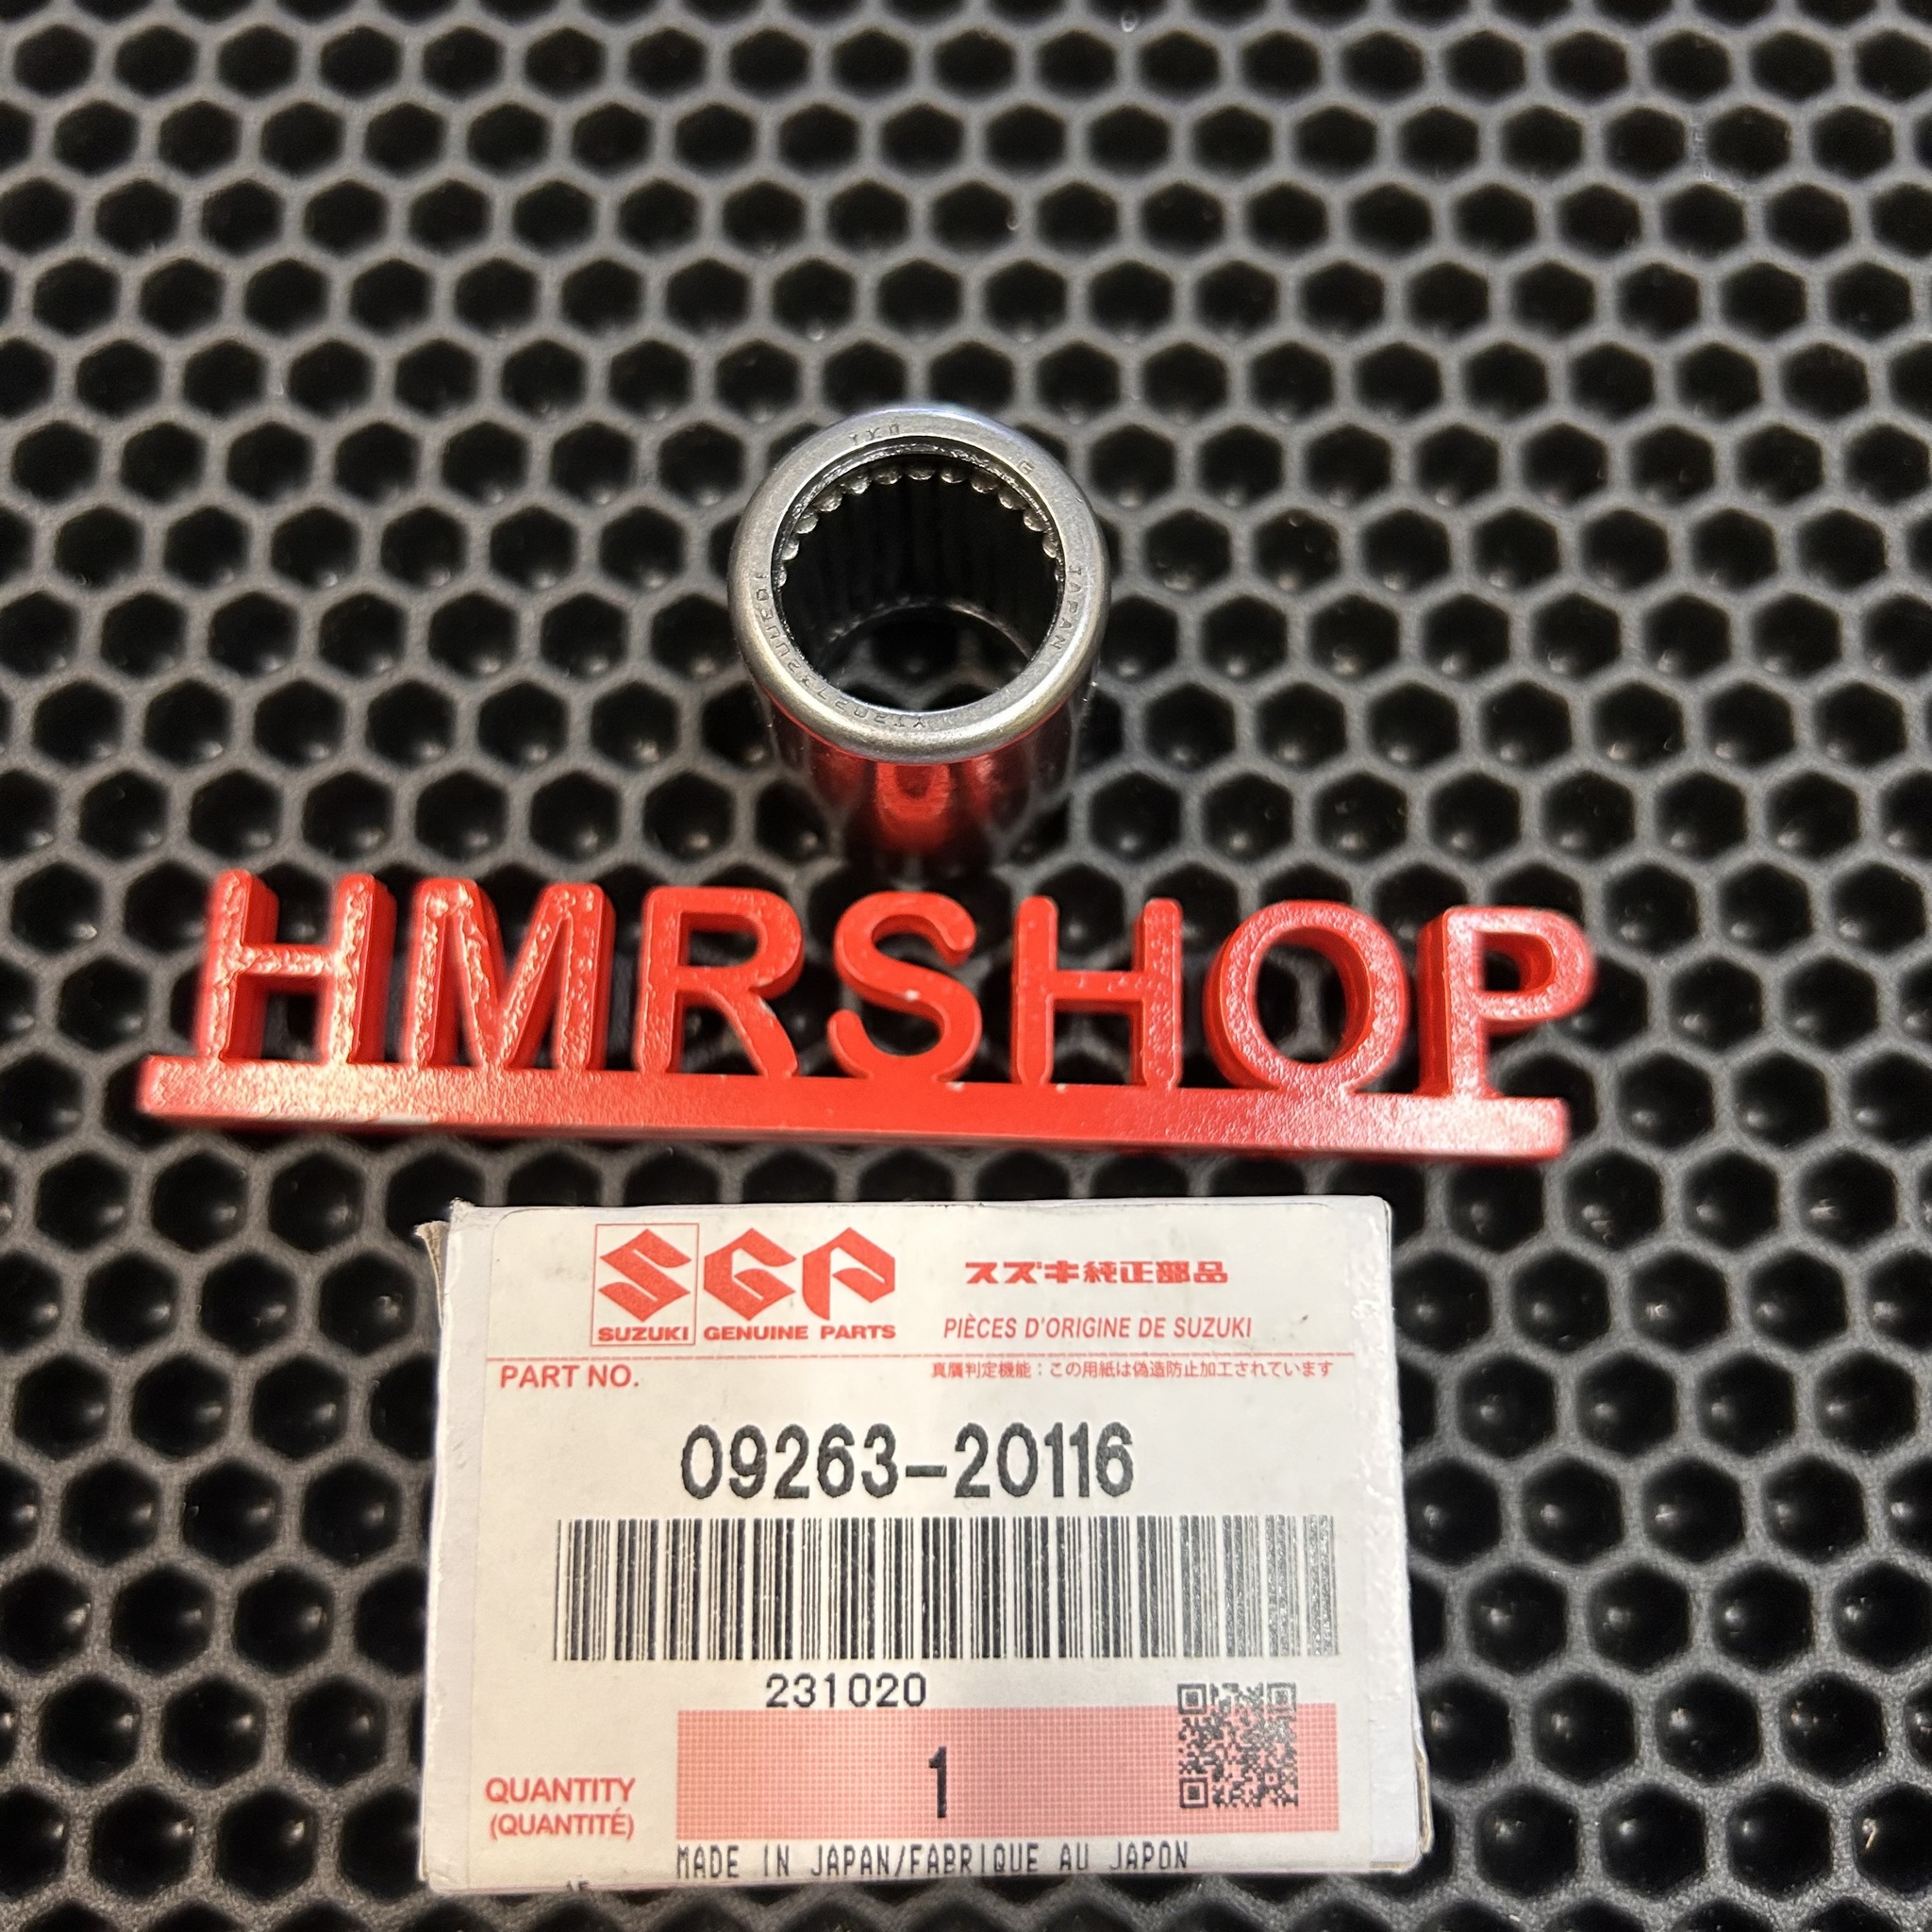 JAPAN
HMRSHOP
SGP
スズキ純正部品
SUZUKI GENUINE PARTS
PIÈCES D'ORIGINE DE SUZUKI
PART NO.
真贋判定機能：この用紙は偽造防止加工されています
09263-20116
231020
1
QUANTITY
(QUANTITÉ)
MADE IN JAPAN/FABRIQUE AU JAPON